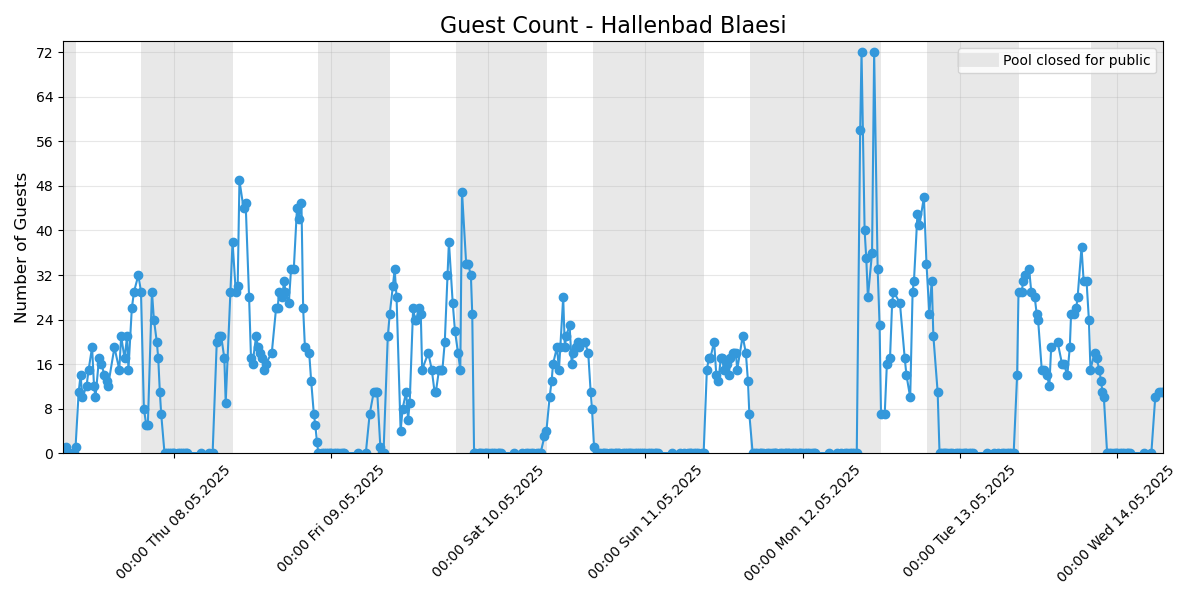 Guest Count - Hallenbad Blaesi
Pool closed for public
Number of Guests
72
64
56
48
40
32
24
16
8
0
00:00 Thu 08.05.2025
00:00 Fri 09.05.2025
00:00 Sat 10.05.2025
00:00 Sun 11.05.2025
00:00 Mon 12.05.2025
00:00 Tue 13.05.2025
00:00 Wed 14.05.2025